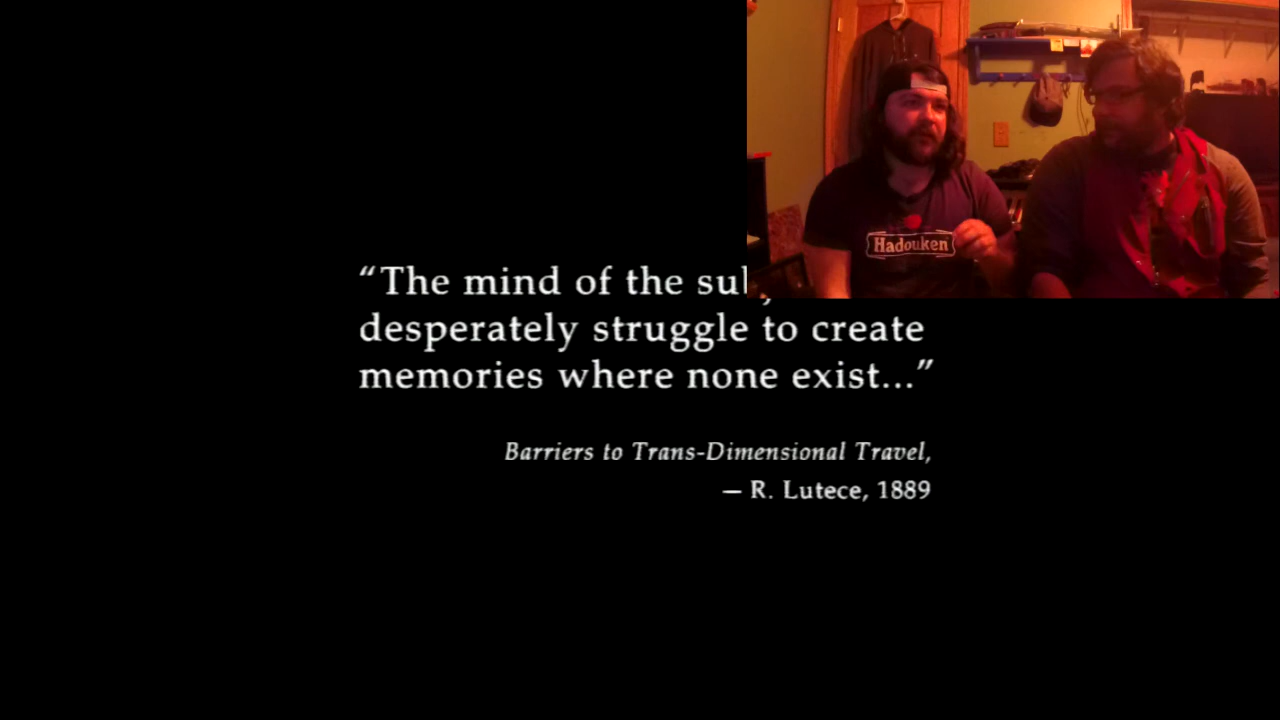 Hadouken
“The mind of the
desperately struggle to create
memories where none exist...”
Barriers to Trans-Dimensional Travel,
— R. Lutece, 1889